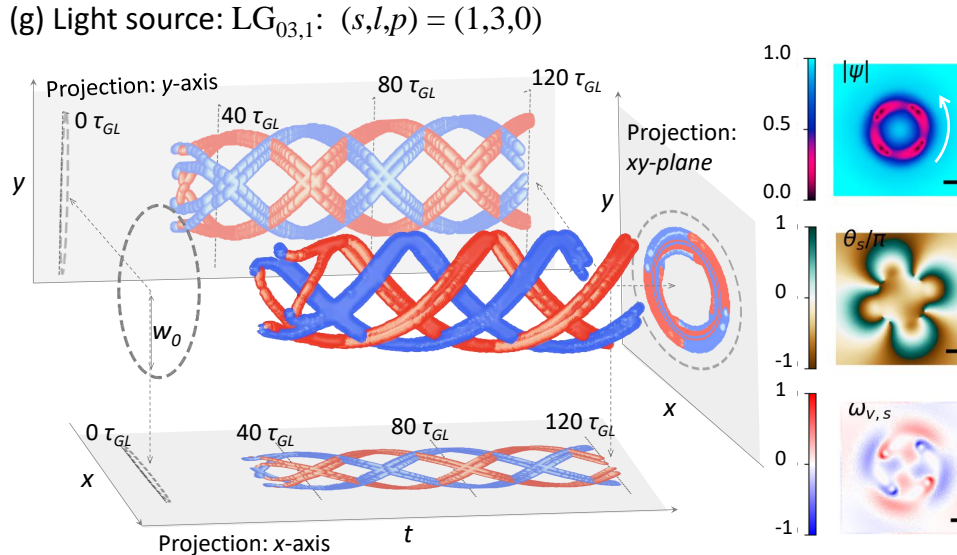 (g) Light source: LG₀₃,₁: (s,l,p) = (1,3,0)
Projection: y-axis
0 τGL
40 τGL
80 τGL
120 τGL
y
w₀
Projection:
xy-plane
y
x
0 τGL
40 τGL
80 τGL
120 τGL
x
t
Projection: x-axis
1.0
0.5
0.0
|ψ|
1
0
-1
θs/π
1
0
-1
ωv, s